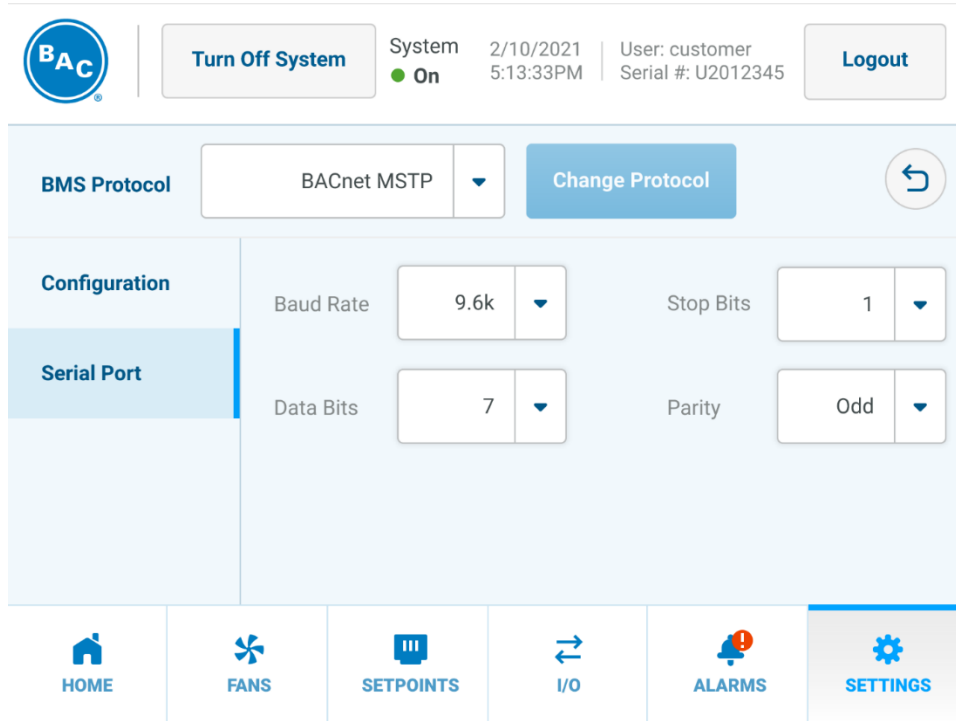 BAC
®
Turn Off System
System
On
2/10/2021
5:13:33PM
User: customer
Serial #: U2012345
Logout
BMS Protocol
BACnet MSTP
Change Protocol
Configuration
Serial Port
Baud Rate
9.6k
Stop Bits
1
Data Bits
7
Parity
Odd
HOME
FANS
SETPOINTS
I/O
ALARMS
SETTINGS